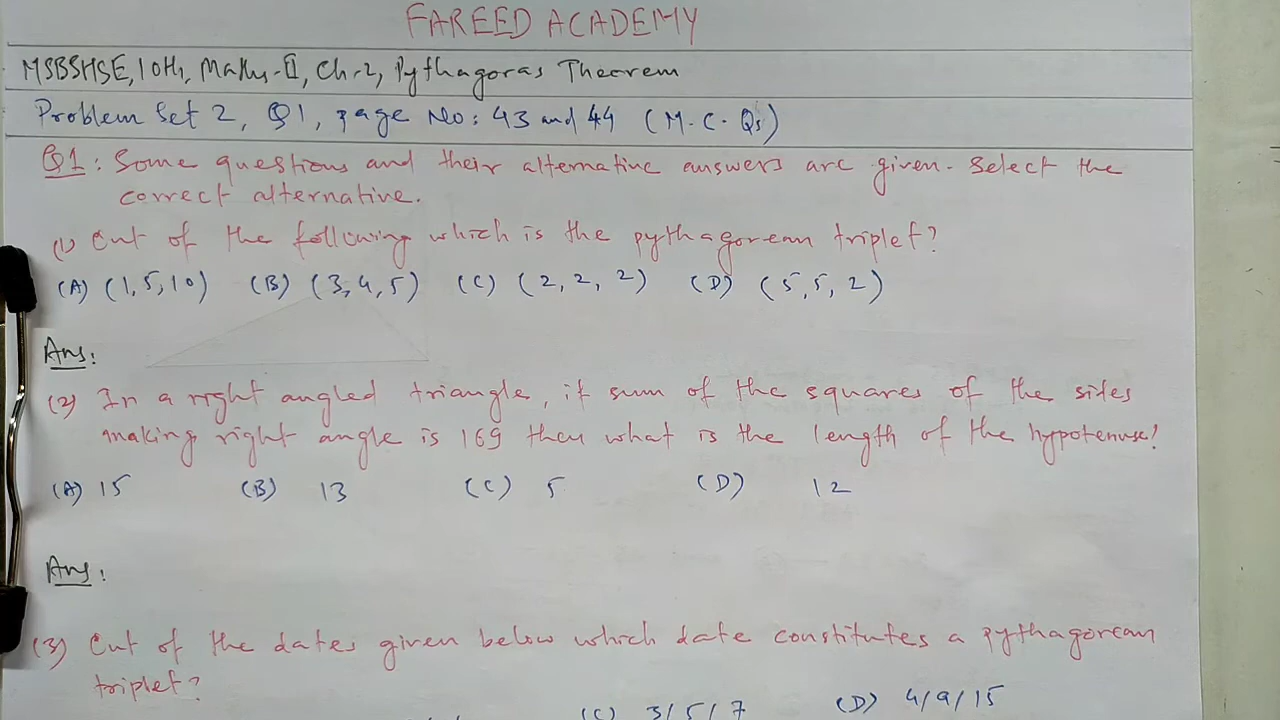 FAREED ACADEMY
MSBSHSE, 10th, Maths-II, Ch-2, Pythagoras Theorem
Problem Set 2, Q1, page No: 43 and 44 (M.C.Qs)
Q1: Some questions and their alternative answers are given. Select the
correct alternative.
(1) Out of the following which is the pythagorean triplet?
(A) (1, 5, 10) (B) (3, 4, 5) (C) (2, 2, 2) (D) (5, 5, 2)
Ans:
(2) In a right angled triangle, if sum of the squares of the sides
making right angle is 169 then what is the length of the hypotenuse?
(A) 15 (B) 13 (C) 5 (D) 12
Ans:
(3) Out of the dates given below which date constitutes a pythagorean
triplet?
(C) 3/5/7 (D) 4/9/15